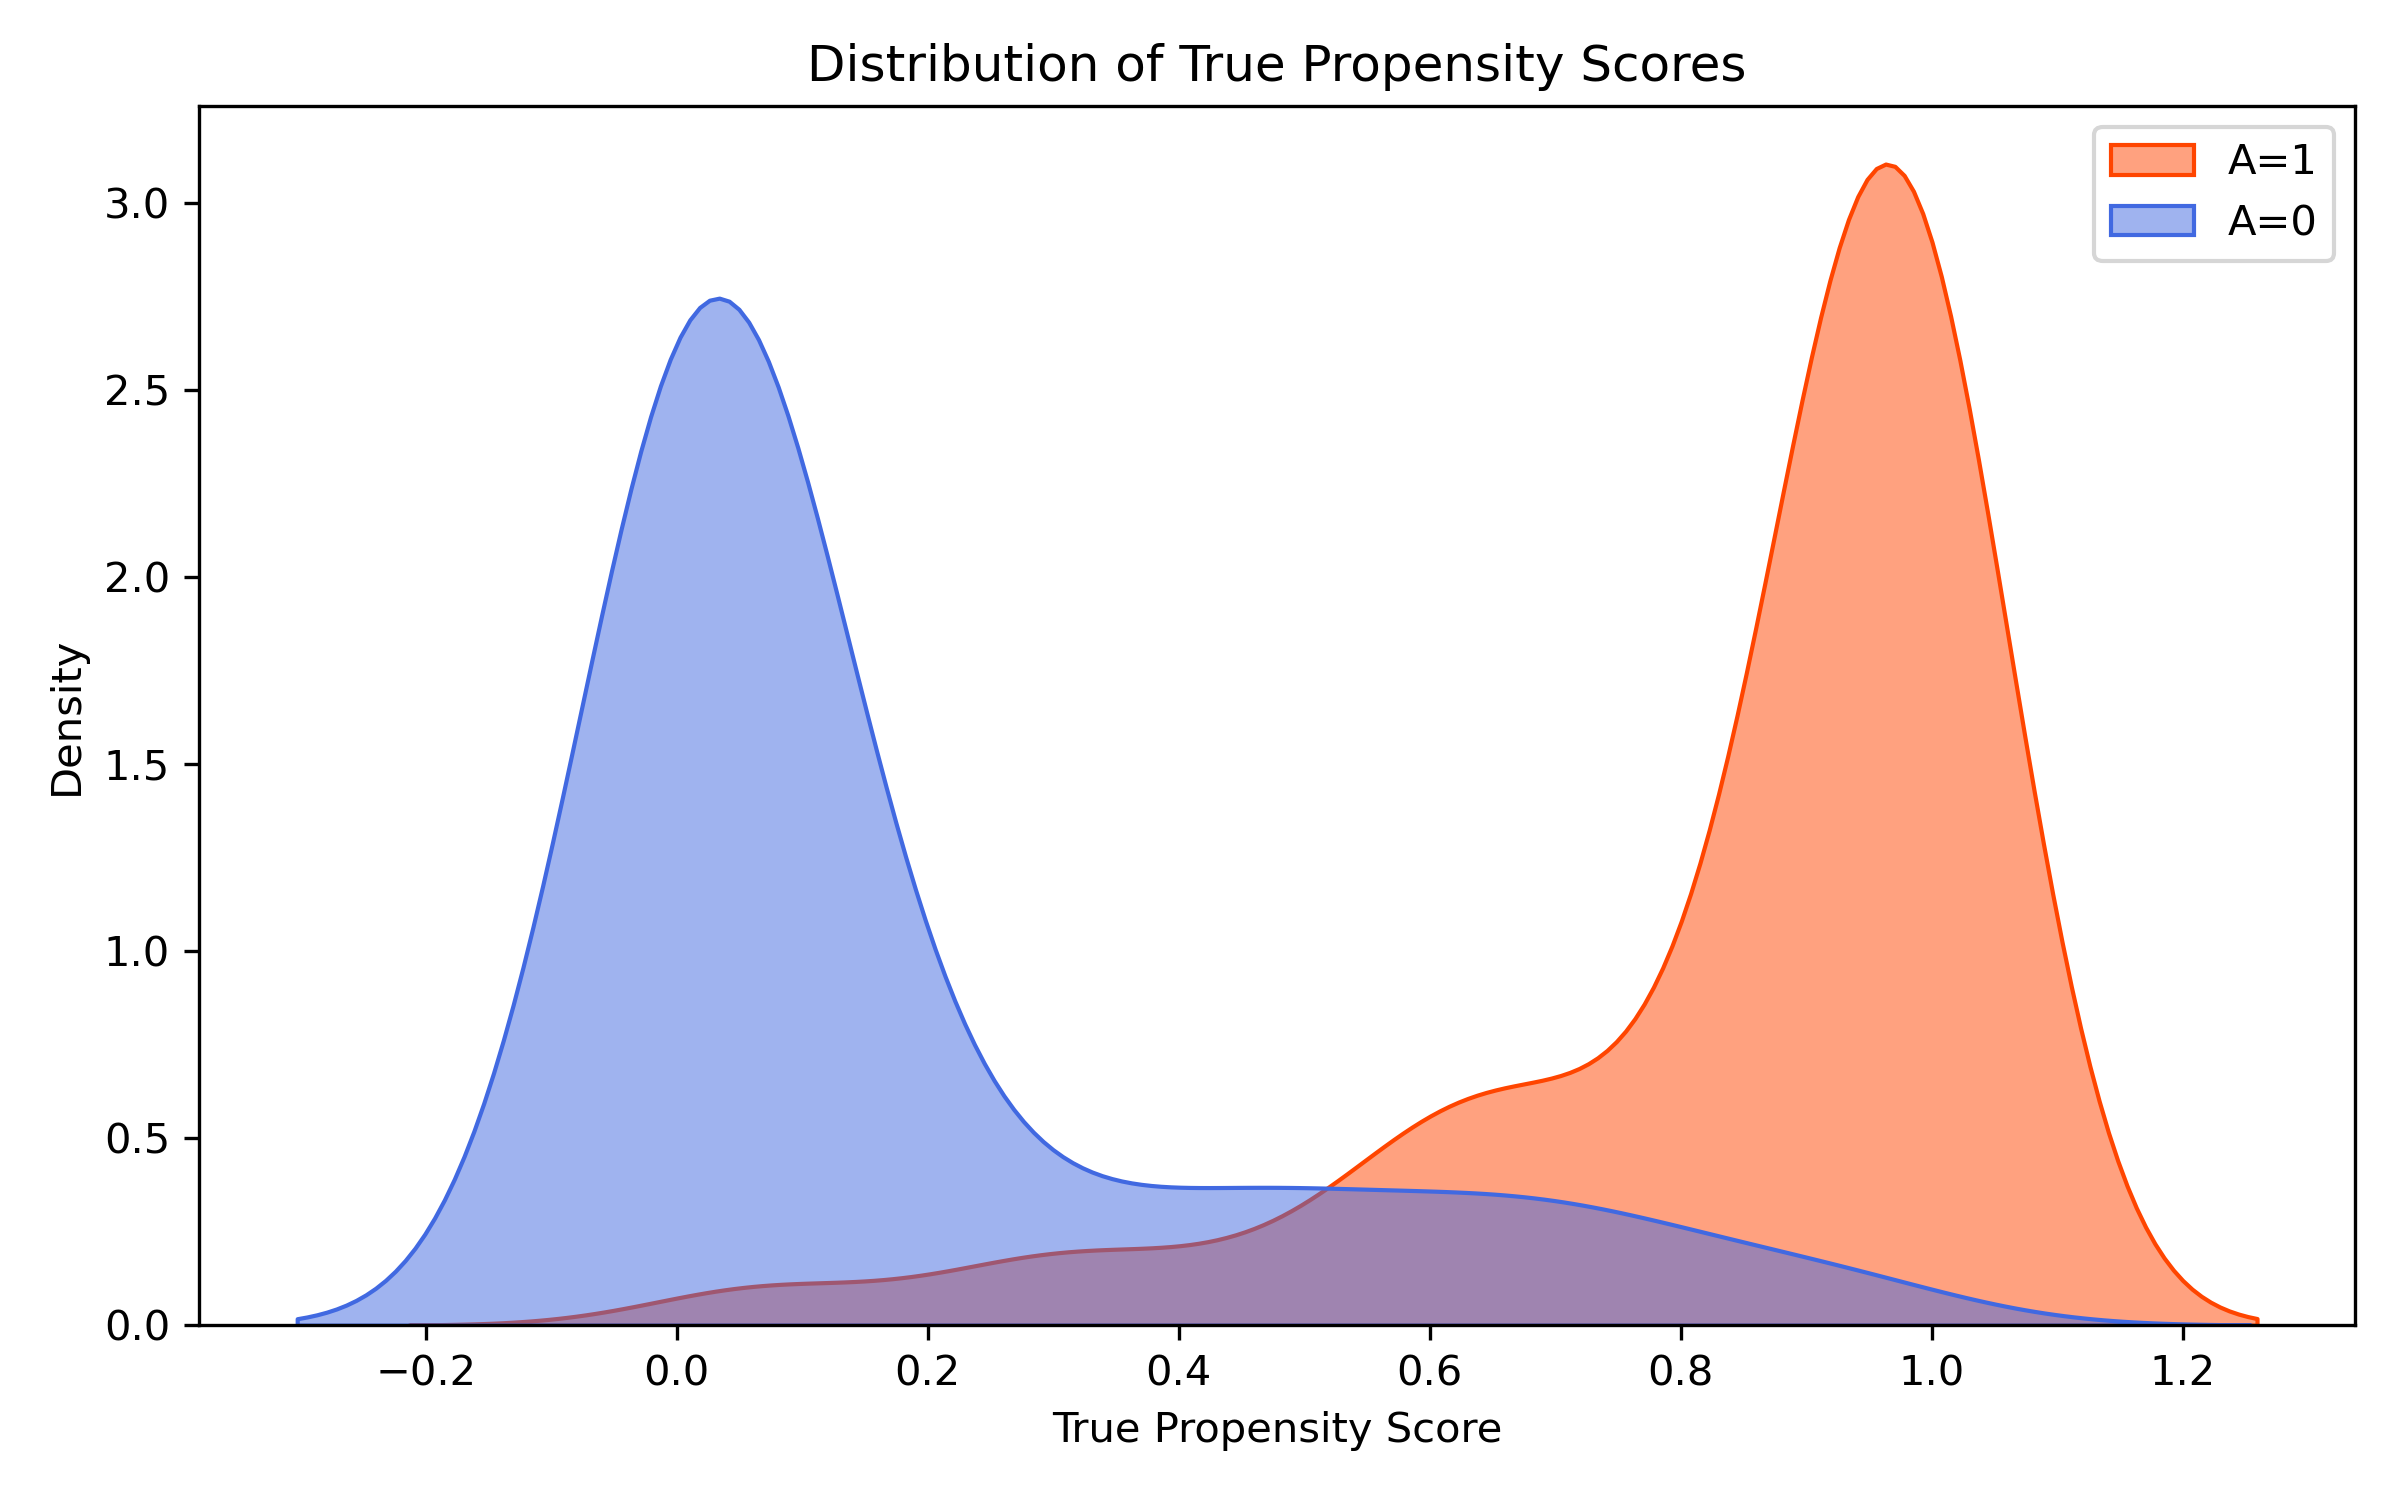 Distribution of True Propensity Scores
A=1
A=0
Density
3.0
2.5
2.0
1.5
1.0
0.5
0.0
−0.2 0.0 0.2 0.4 0.6 0.8 1.0 1.2
True Propensity Score